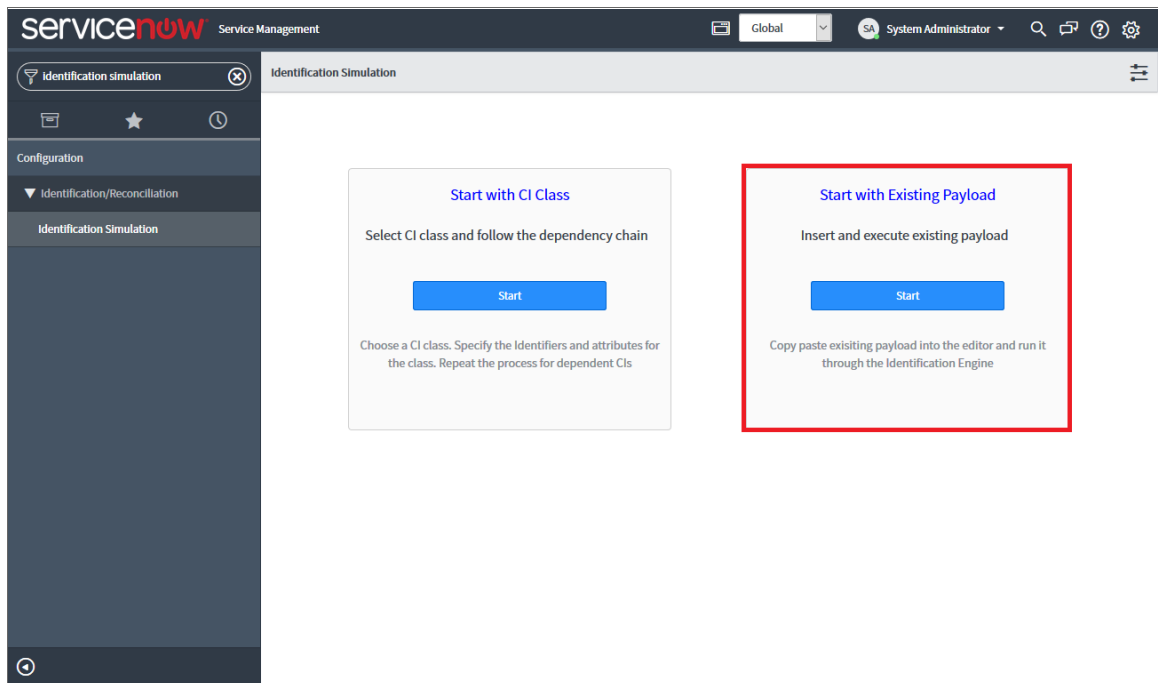 servicenow Service Management
Global
SA System Administrator
identification simulation
Identification Simulation
Configuration
Identification/Reconciliation
Identification Simulation
Start with CI Class
Select CI class and follow the dependency chain
Start
Choose a CI class. Specify the Identifiers and attributes for
the class. Repeat the process for dependent CIs
Start with Existing Payload
Insert and execute existing payload
Start
Copy paste exisiting payload into the editor and run it
through the Identification Engine